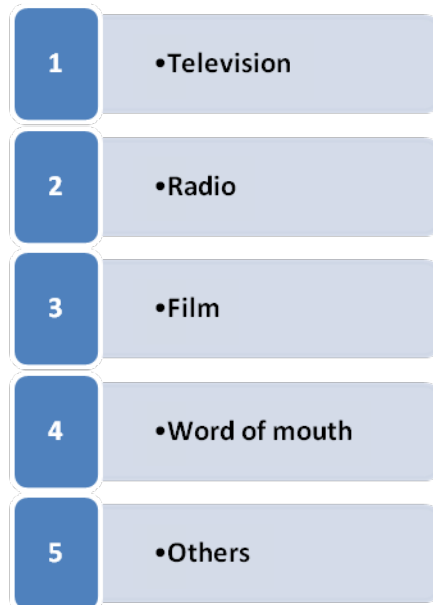 1 •Television
2 •Radio
3 •Film
4 •Word of mouth
5 •Others